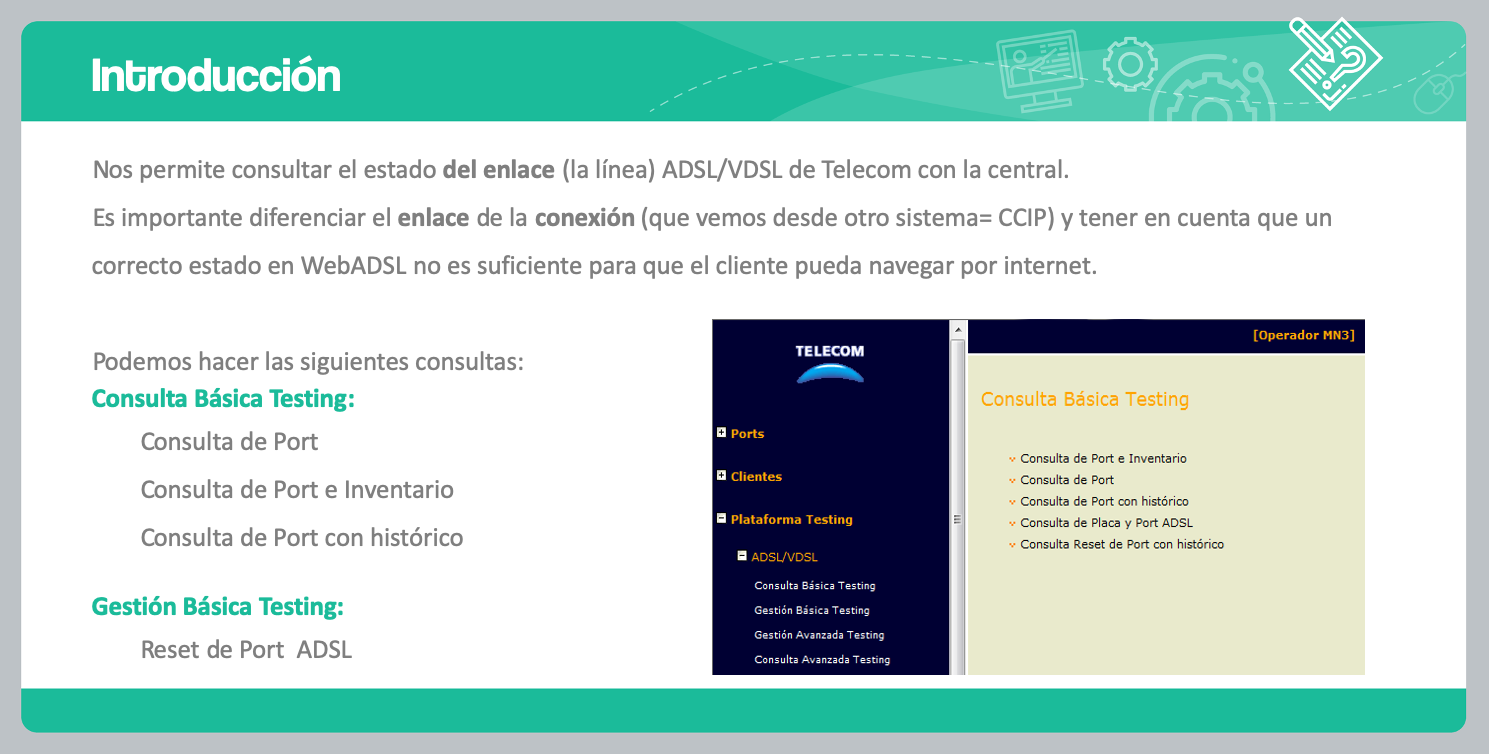 Introducción
Nos permite consultar el estado del enlace (la línea) ADSL/VDSL de Telecom con la central.
Es importante diferenciar el enlace de la conexión (que vemos desde otro sistema= CCIP) y tener en cuenta que un
correcto estado en WebADSL no es suficiente para que el cliente pueda navegar por internet.
Podemos hacer las siguientes consultas:
Consulta Básica Testing:
Consulta de Port
Consulta de Port e Inventario
Consulta de Port con histórico
Gestión Básica Testing:
Reset de Port  ADSL
TELECOM
Ports
Clientes
Plataforma Testing
ADSL/VDSL
Consulta Básica Testing
Gestión Básica Testing
Gestión Avanzada Testing
Consulta Avanzada Testing
[Operador MN3]
Consulta Básica Testing
Consulta de Port e Inventario
Consulta de Port
Consulta de Port con histórico
Consulta de Placa y Port ADSL
Consulta Reset de Port con histórico